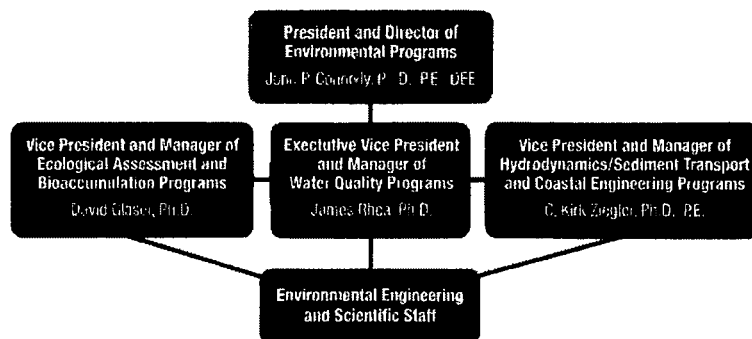 President and Director of
Environmental Programs
John P. Connolly, Ph.D., P.E., DEE
Vice President and Manager of
Ecological Assessment and
Bioaccumulation Programs
David Glaser, Ph.D.
Exectutive Vice President
and Manager of
Water Quality Programs
James Rhea, Ph.D.
Vice President and Manager of
Hydrodynamics/Sediment Transport
and Coastal Engineering Programs
C. Kirk Ziegler, Ph.D., P.E.
Environmental Engineering
and Scientific Staff